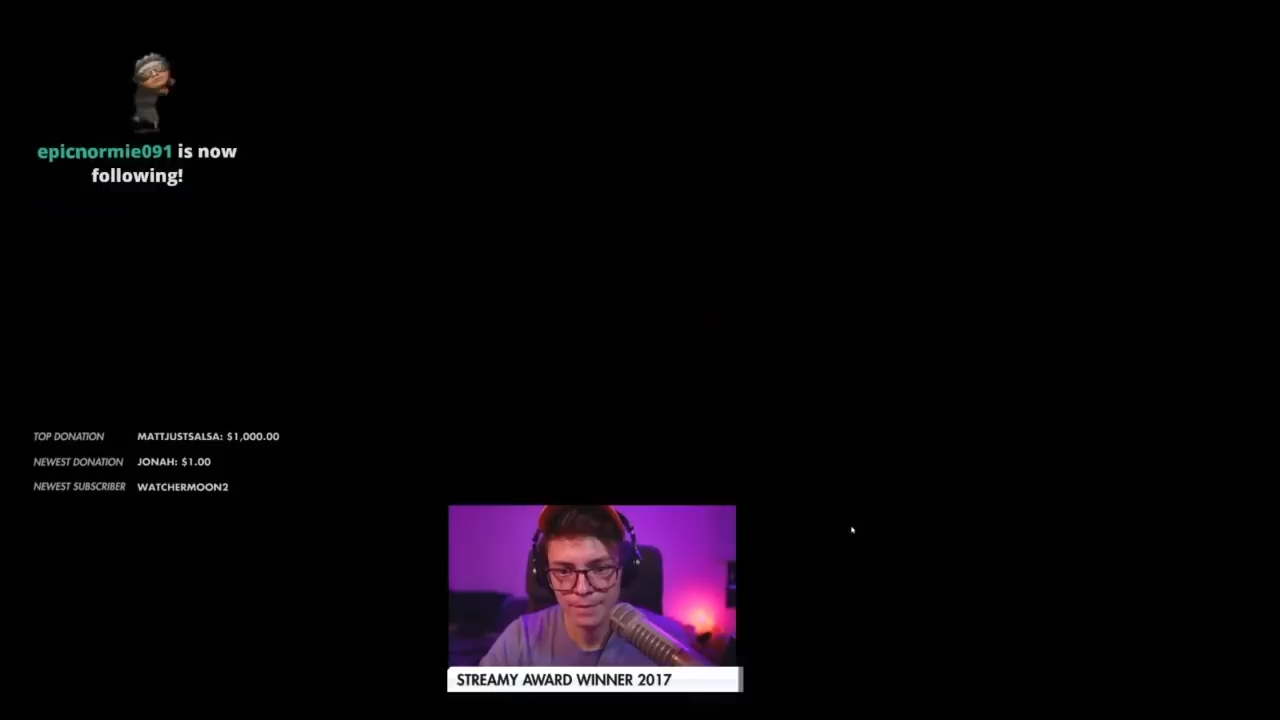 epicnormie091 is now
following!
TOP DONATION MATTJUSTSALSA: $1,000.00
NEWEST DONATION JONAH: $1.00
NEWEST SUBSCRIBER WATCHERMOON2
STREAMY AWARD WINNER 2017